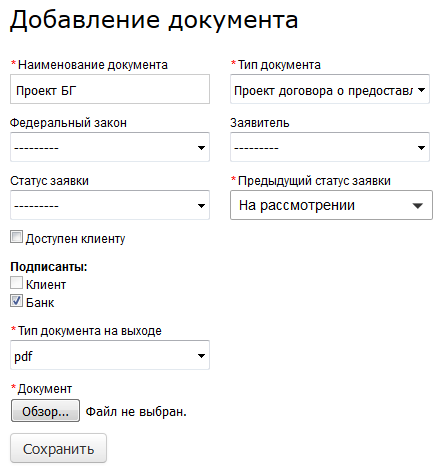 Добавление документа
* Наименование документа * Тип документа
Проект БГ Проект договора о предоставл
Федеральный закон Заявитель
--------- ---------
Статус заявки * Предыдущий статус заявки
--------- На рассмотрении
Доступен клиенту
Подписанты:
Клиент
Банк
* Тип документа на выходе
pdf
* Документ
Обзор... Файл не выбран.
Сохранить